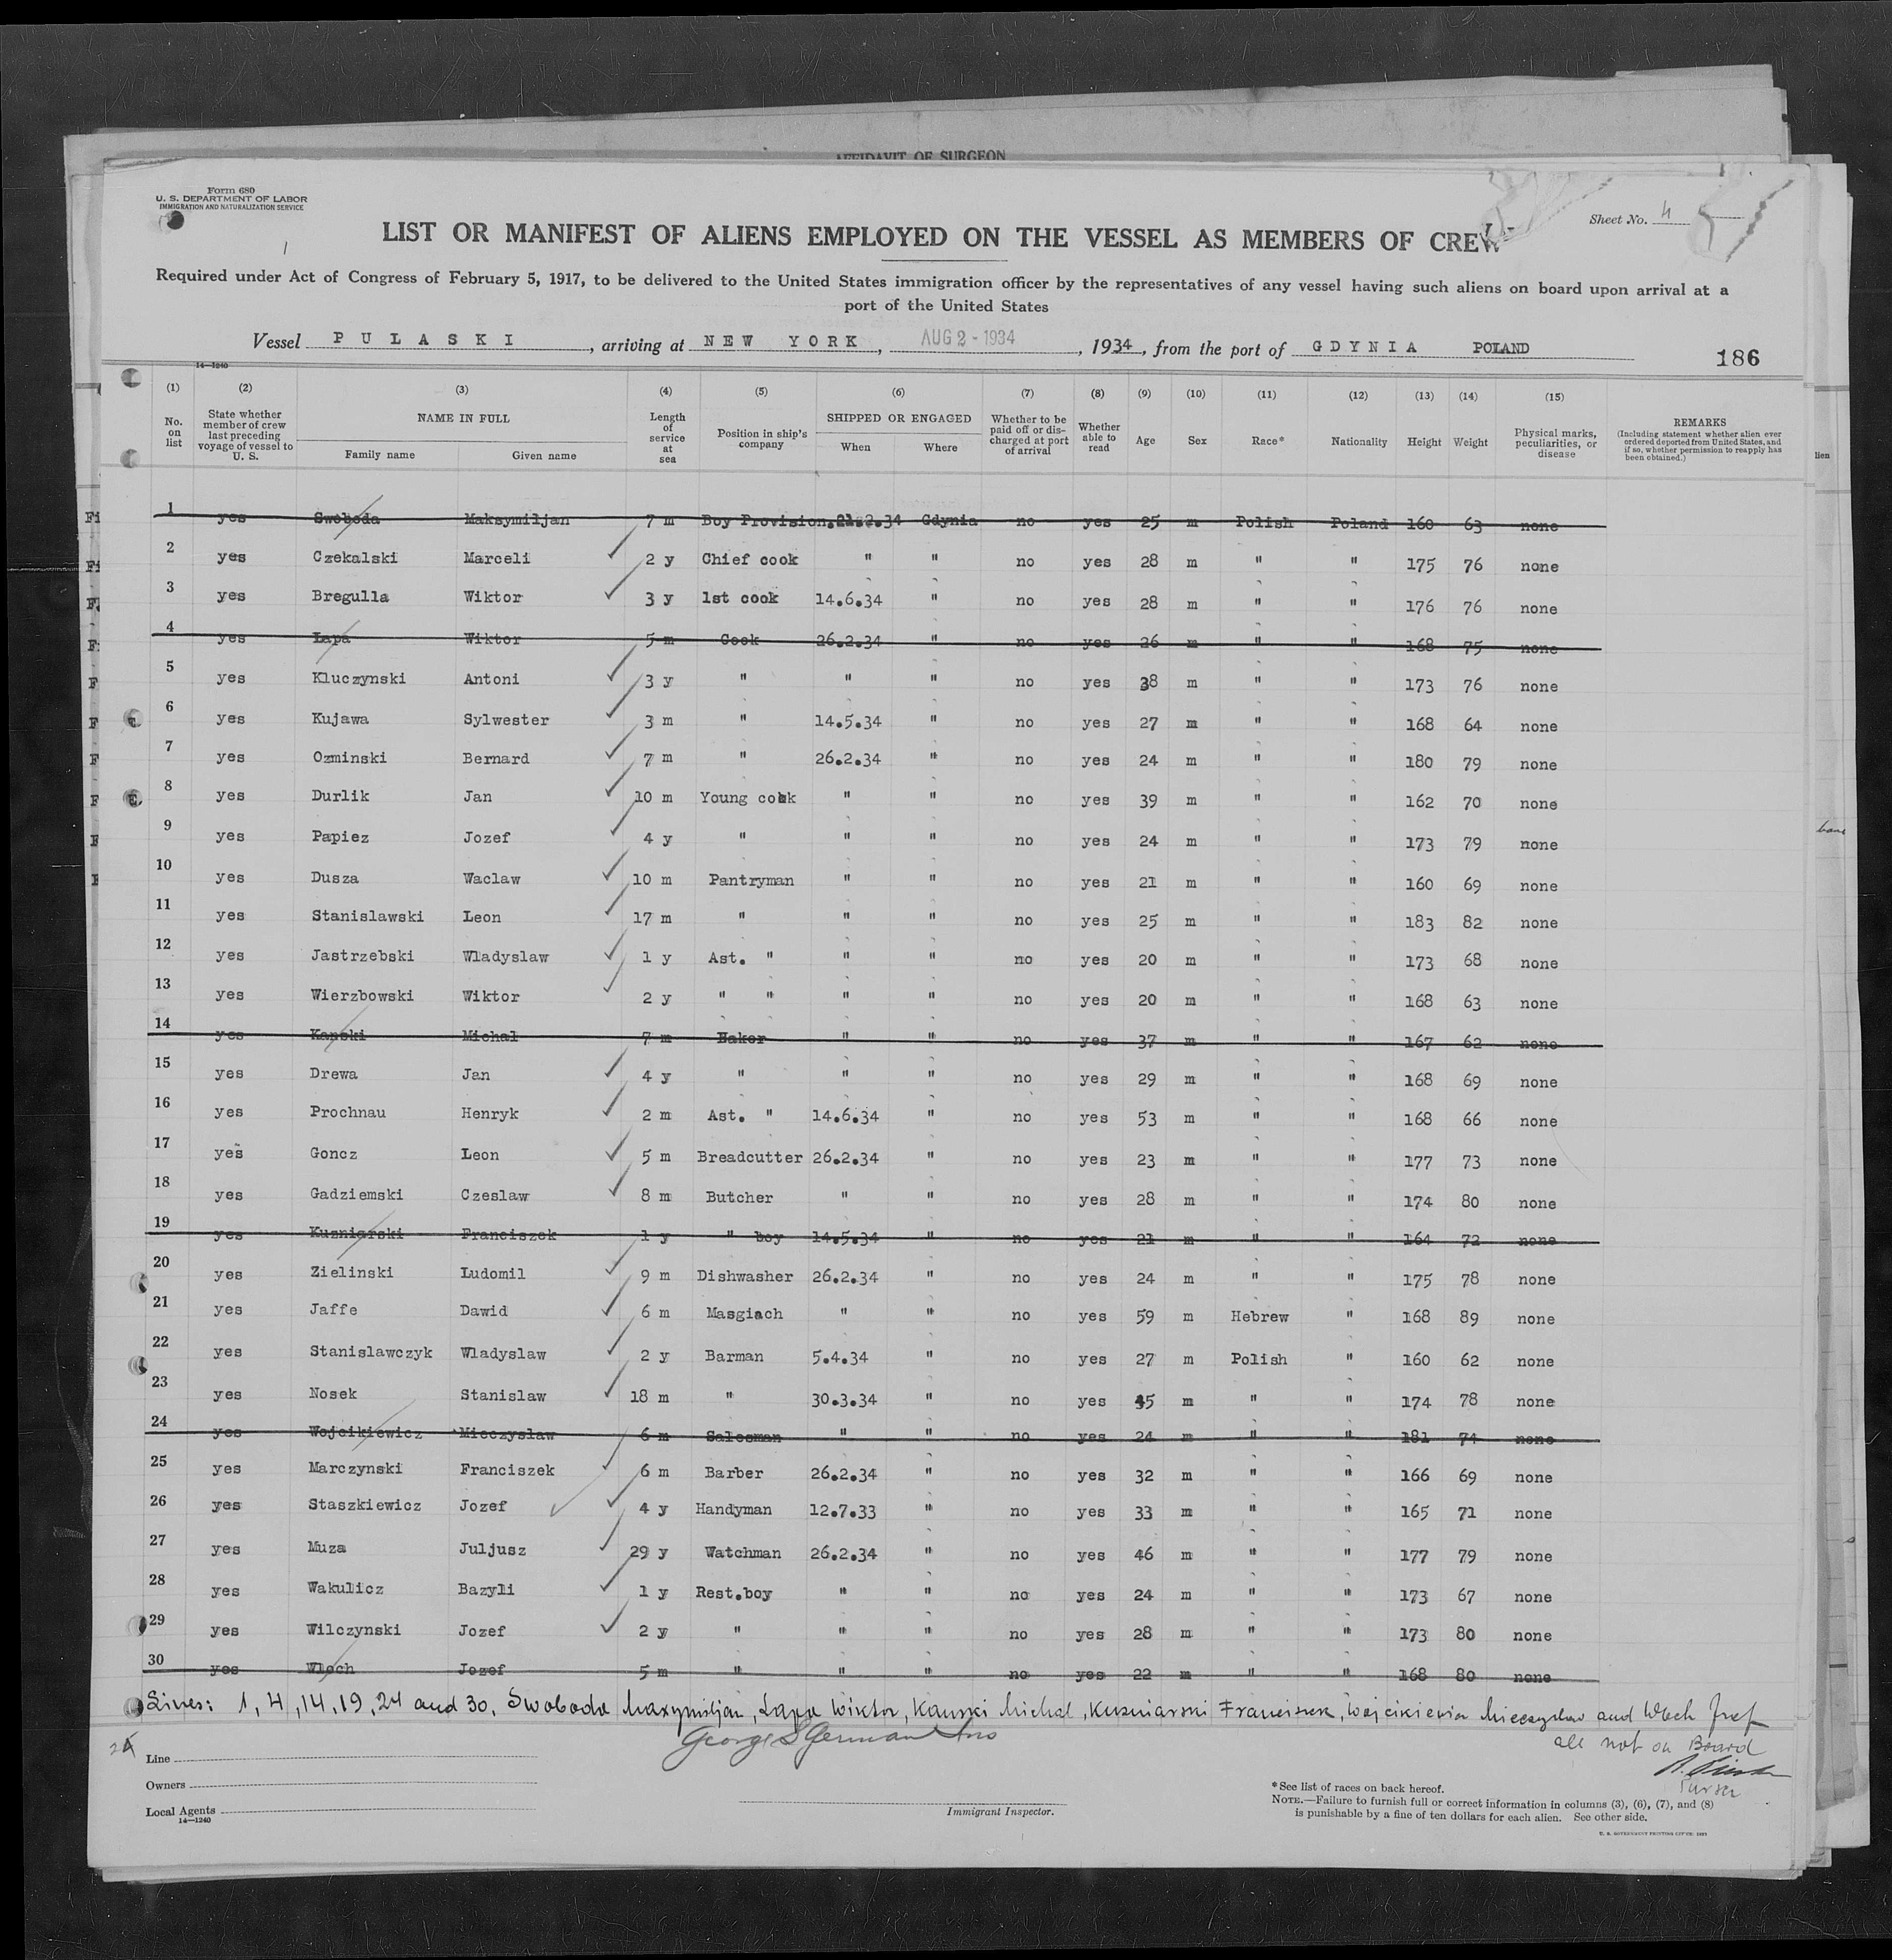 AFFIDAVIT OF SURGEON
Form 680
U. S. DEPARTMENT OF LABOR
IMMIGRATION AND NATURALIZATION SERVICE
Sheet No. 4
LIST OR MANIFEST OF ALIENS EMPLOYED ON THE VESSEL AS MEMBERS OF CREW
Required under Act of Congress of February 5, 1917, to be delivered to the United States immigration officer by the representatives of any vessel having such aliens on board upon arrival at a
port of the United States
Vessel PULASKI, arriving at NEW YORK, AUG 2 - 1934, 1934, from the port of GDYNIA POLAND
186
14—1240
(1) (2) (3) (4) (5) (6) (7) (8) (9) (10) (11) (12) (13) (14) (15)
No. on list
State whether member of crew last preceding voyage of vessel to U. S.
NAME IN FULL
Family name
Given name
Length of service at sea
Position in ship's company
SHIPPED OR ENGAGED
When
Where
Whether to be paid off or discharged at port of arrival
Whether able to read
Age
Sex
Race*
Nationality
Height
Weight
Physical marks, peculiarities, or disease
REMARKS
(Including statement whether alien ever ordered deported from United States, and if so, whether permission to reapply has been obtained.)
1 yes Swoboda Maksymiljan 7 m Boy Provision. 21.2.34 Gdynia no yes 25 m Polish Poland 160 63 none
2 yes Czekalski Marceli 2 y Chief cook " " no yes 28 m " " 175 76 none
3 yes Bregulla Wiktor 3 y 1st cook 14.6.34 " no yes 28 m " " 176 76 none
4 yes Lapa Wiktor 5 m Cook 26.2.34 " no yes 26 m " " 168 75 none
5 yes Kluczynski Antoni 3 y " " " no yes 38 m " " 173 76 none
6 yes Kujawa Sylwester 3 m " 14.5.34 " no yes 27 m " " 168 64 none
7 yes Ozminski Bernard 7 m " 26.2.34 " no yes 24 m " " 180 79 none
8 yes Durlik Jan 10 m Young cook " " no yes 39 m " " 162 70 none
9 yes Papiez Jozef 4 y " " " no yes 24 m " " 173 79 none
10 yes Dusza Waclaw 10 m Pantryman " " no yes 21 m " " 160 69 none
11 yes Stanislawski Leon 17 m " " " no yes 25 m " " 183 82 none
12 yes Jastrzebski Wladyslaw 1 y Ast. " " " no yes 20 m " " 173 68 none
13 yes Wierzbowski Wiktor 2 y " " " " no yes 20 m " " 168 63 none
14 yes Kanski Michal 7 m Baker " " no yes 37 m " " 167 62 none
15 yes Drewa Jan 4 y " " " no yes 29 m " " 168 69 none
16 yes Prochnau Henryk 2 m Ast. " 14.6.34 " no yes 53 m " " 168 66 none
17 yes Goncz Leon 5 m Breadcutter 26.2.34 " no yes 23 m " " 177 73 none
18 yes Gadziemski Czeslaw 8 m Butcher " " no yes 28 m " " 174 80 none
19 yes Kuzniarski Franciszek 1 y " boy 14.5.34 " no yes 21 m " " 164 72 none
20 yes Zielinski Ludomil 9 m Dishwasher 26.2.34 " no yes 24 m " " 175 78 none
21 yes Jaffe Dawid 6 m Masgiach " " no yes 59 m Hebrew " 168 89 none
22 yes Stanislawczyk Wladyslaw 2 y Barman 5.4.34 " no yes 27 m Polish " 160 62 none
23 yes Nosek Stanislaw 18 m " 30.3.34 " no yes 45 m " " 174 78 none
24 yes Wojcikiewicz Mieczyslaw 6 m Salesman " " no yes 24 m " " 181 74 none
25 yes Marczynski Franciszek 6 m Barber 26.2.34 " no yes 32 m " " 166 69 none
26 yes Staszkiewicz Jozef 4 y Handyman 12.7.33 " no yes 33 m " " 165 71 none
27 yes Muza Juljusz 29 y Watchman 26.2.34 " no yes 46 m " " 177 79 none
28 yes Wakulicz Bazyli 1 y Rest.boy " " no yes 24 m " " 173 67 none
29 yes Wilczynski Jozef 2 y " " " no yes 28 m " " 173 80 none
30 yes Wloch Jozef 5 m " " " no yes 22 m " " 168 80 none
Lines: 1, 4, 14, 19, 24 and 30, Swoboda Maxymiljan, Lapa Wiktor, Kanski Michal, Kuzniarski Franciszek, Wojcikiewicz Mieczyslaw and Wloch Jozef
all not on Board
Purser
Line
Owners
Local Agents
14—1240
Immigrant Inspector.
*See list of races on back hereof.
NOTE.—Failure to furnish full or correct information in columns (3), (6), (7), and (8)
is punishable by a fine of ten dollars for each alien. See other side.